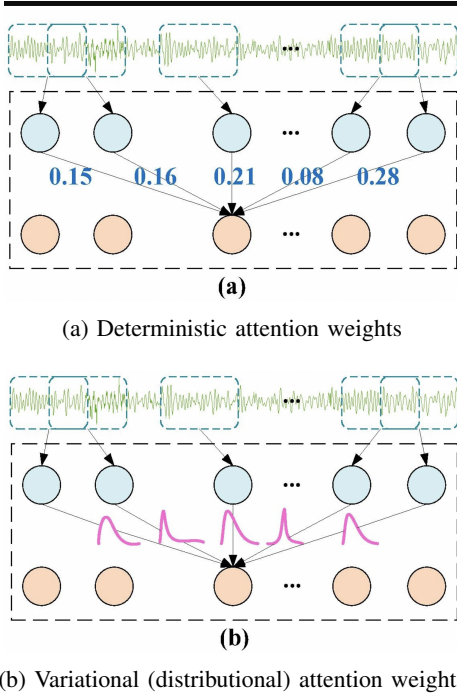 ...
0.15 0.16 0.21 0.08 0.28
...
...
(a)
(a) Deterministic attention weights
...
...
...
(b)
(b) Variational (distributional) attention weight